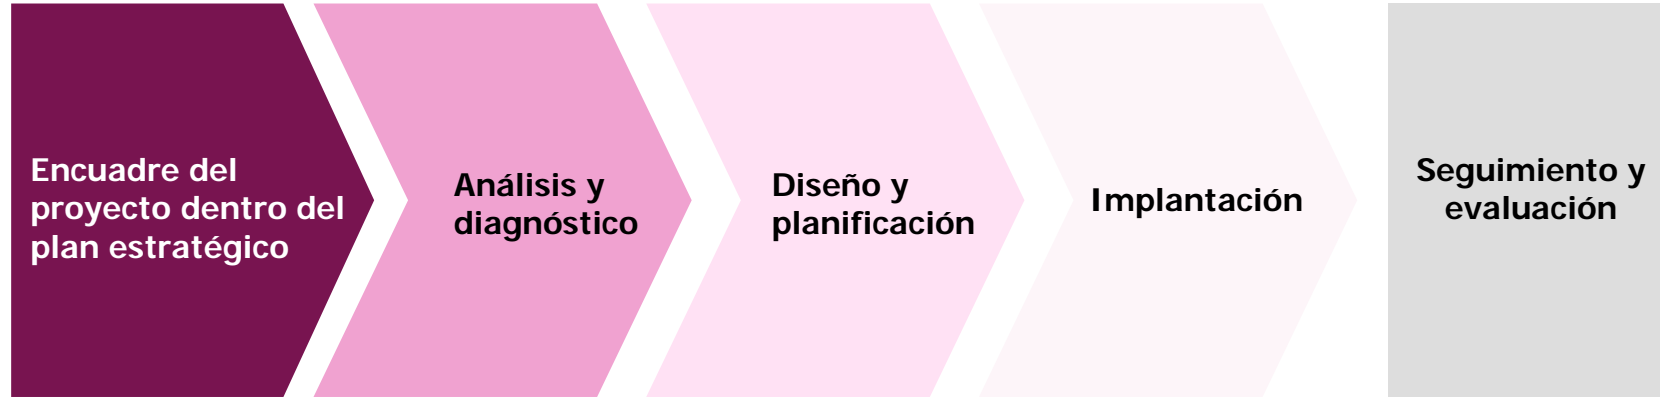 Encuadre del
proyecto dentro del
plan estratégico
Análisis y
diagnóstico
Diseño y
planificación
Implantación
Seguimiento y
evaluación